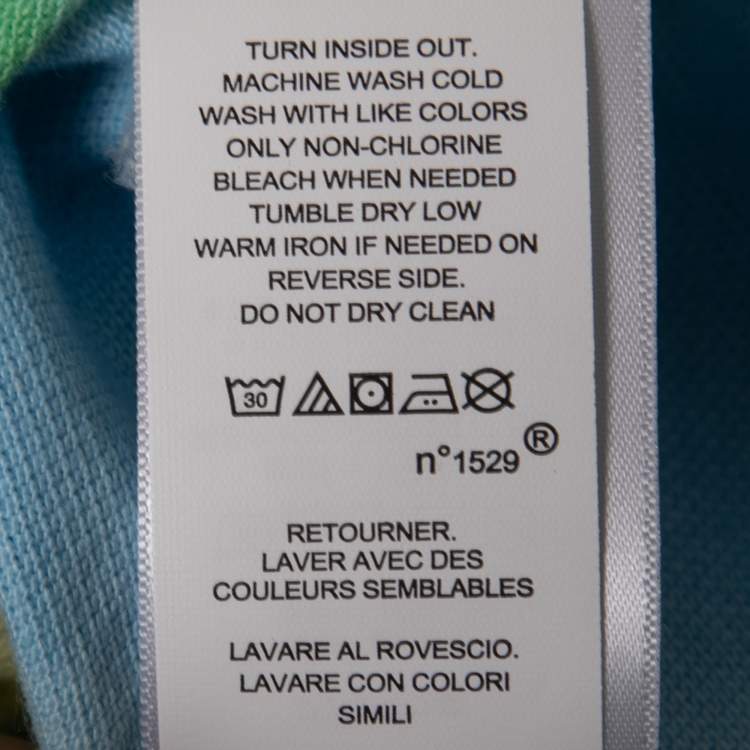 TURN INSIDE OUT.
MACHINE WASH COLD
WASH WITH LIKE COLORS
ONLY NON-CHLORINE
BLEACH WHEN NEEDED
TUMBLE DRY LOW
WARM IRON IF NEEDED ON
REVERSE SIDE.
DO NOT DRY CLEAN
30
n°1529®
RETOURNER.
LAVER AVEC DES
COULEURS SEMBLABLES
LAVARE AL ROVESCIO.
LAVARE CON COLORI
SIMILI